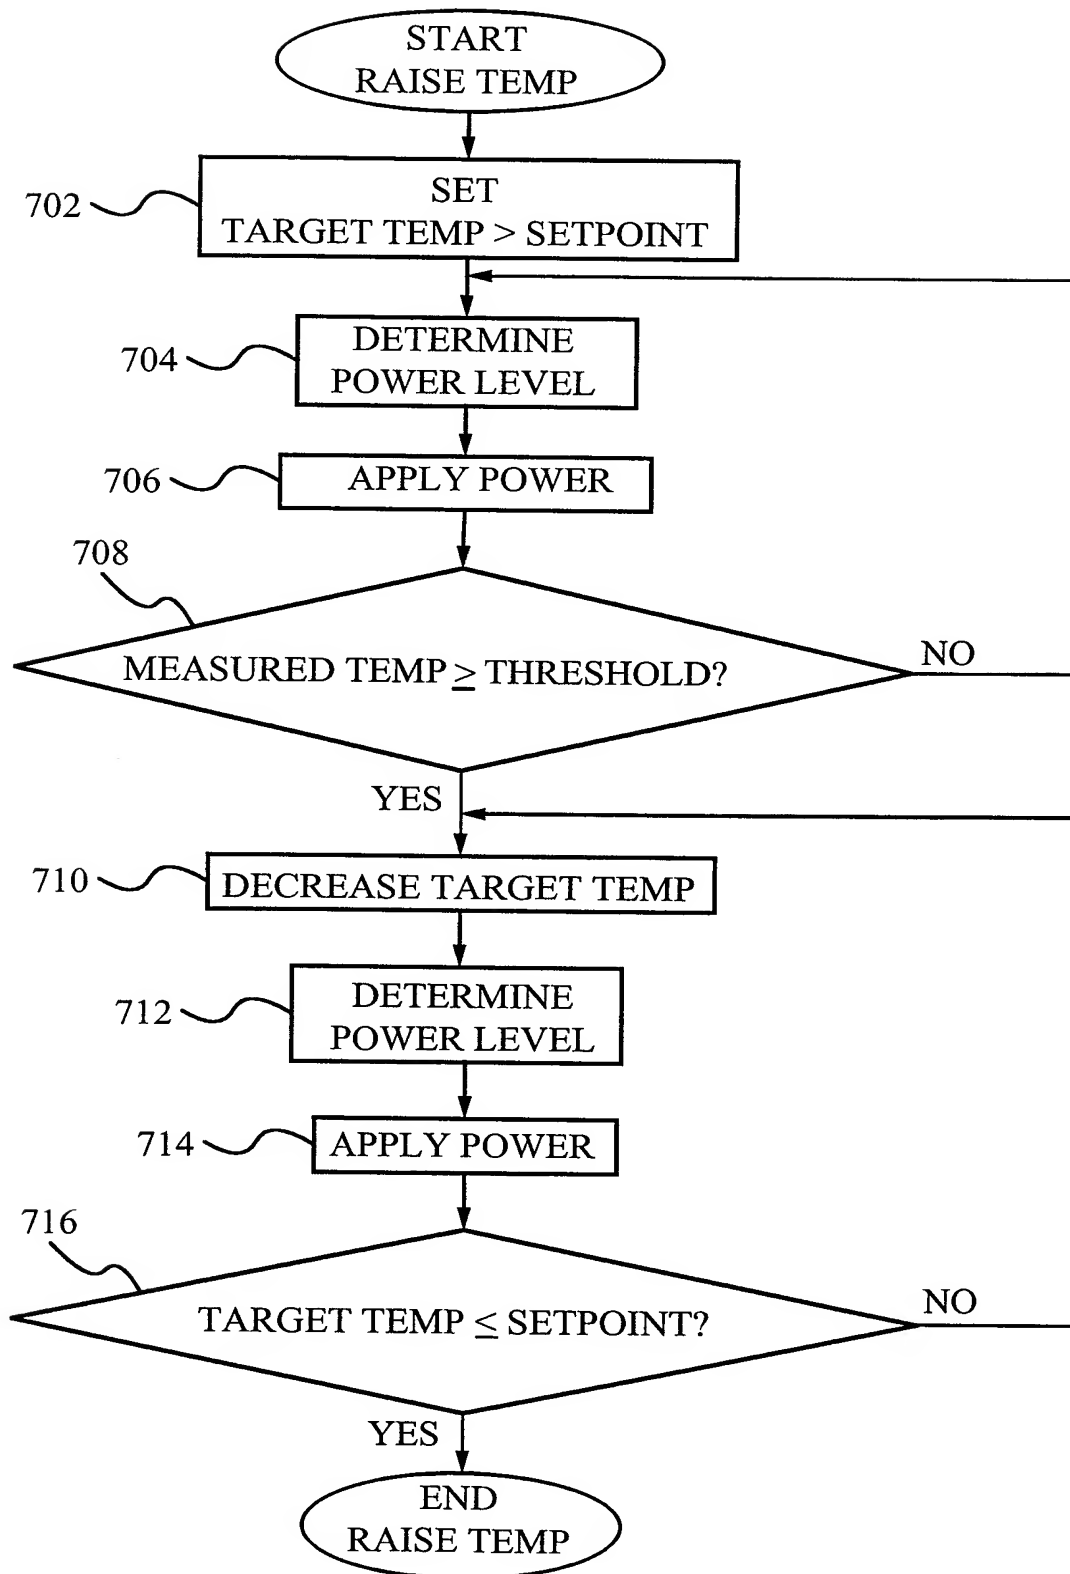 START
RAISE TEMP
702
SET
TARGET TEMP > SETPOINT
704
DETERMINE
POWER LEVEL
706
APPLY POWER
708
MEASURED TEMP ≥ THRESHOLD?
NO
YES
710
DECREASE TARGET TEMP
712
DETERMINE
POWER LEVEL
714
APPLY POWER
716
TARGET TEMP ≤ SETPOINT?
NO
YES
END
RAISE TEMP